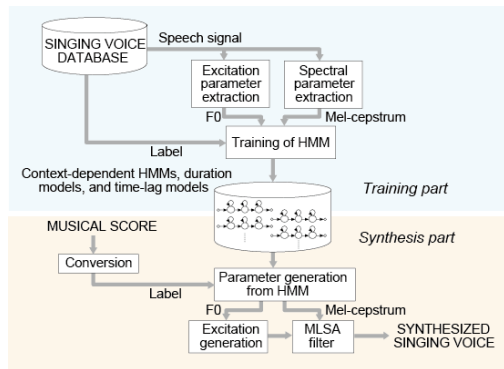 SINGING VOICE
DATABASE
Speech signal
Excitation
parameter
extraction
Spectral
parameter
extraction
F0
Mel-cepstrum
Label
Training of HMM
Context-dependent HMMs, duration
models, and time-lag models
Training part
Synthesis part
MUSICAL SCORE
Conversion
Label
Parameter generation
from HMM
F0
Mel-cepstrum
Excitation
generation
MLSA
filter
SYNTHESIZED
SINGING VOICE